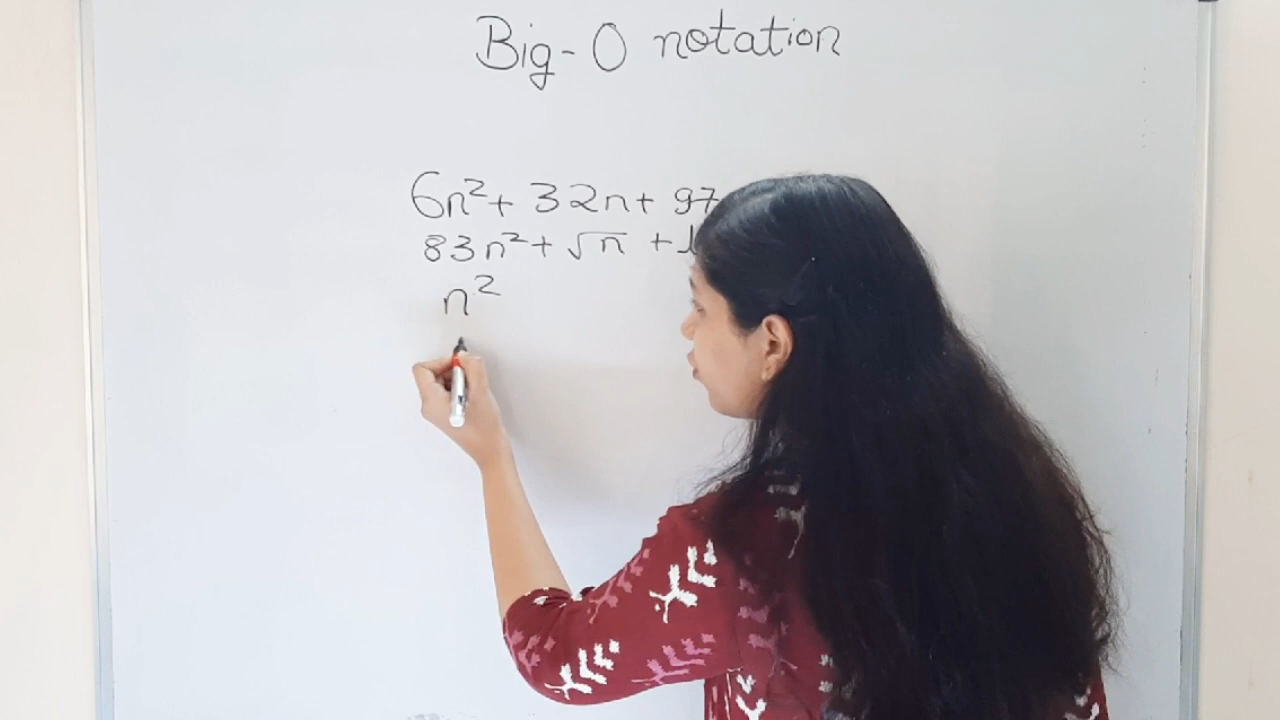 Big-O notation
6n²+ 32n+ 97
83n²+ √n +
n²